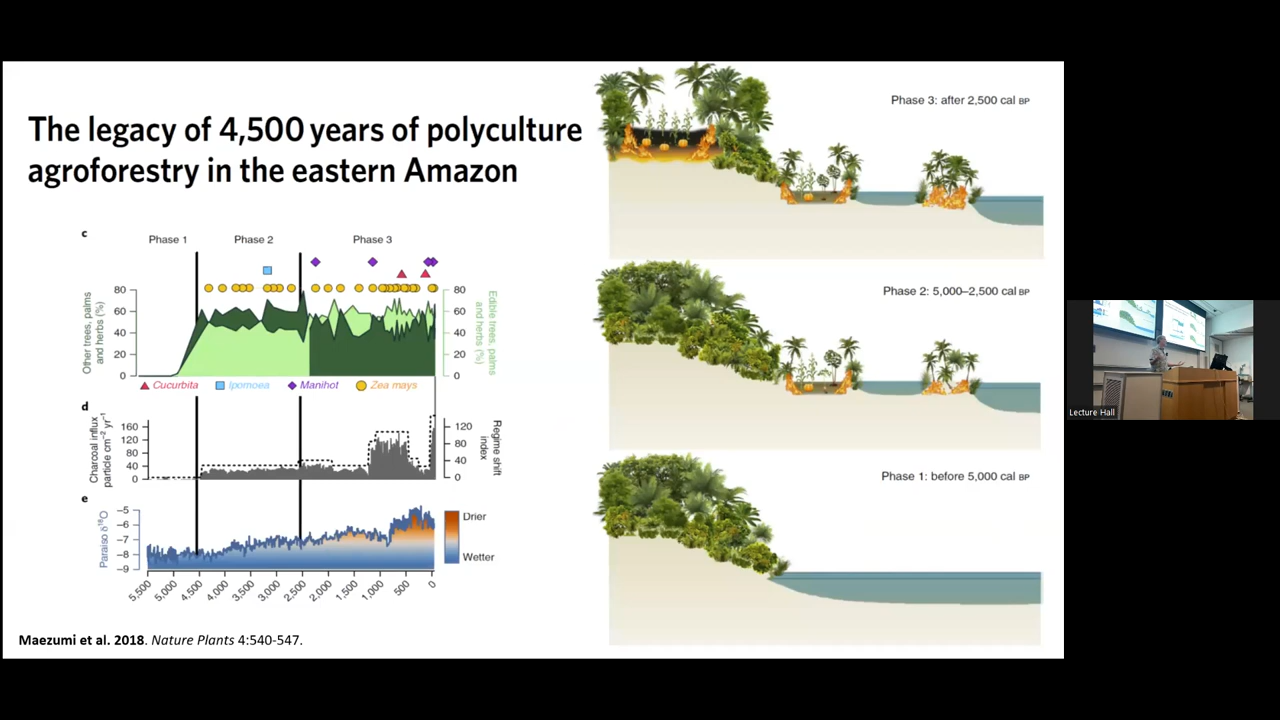 The legacy of 4,500 years of polyculture
agroforestry in the eastern Amazon
c
Phase 1 Phase 2 Phase 3
Other trees, palms
and herbs (%)
80 80
60 60
40 40
20 20
0 0
Edible trees, palms
and herbs (%)
Cucurbita Ipomoea Manihot Zea mays
d
Charcoal influx
particle cm⁻² yr⁻¹
160 120
120 80
80
40 40
0 0
Regime shift
index
e
Paraiso δ¹⁸O
−5
−6
−7
−8
−9
Drier
Wetter
5,500 5,000 4,500 4,000 3,500 3,000 2,500 2,000 1,500 1,000 500 0
Maezumi et al. 2018. Nature Plants 4:540-547.
Phase 3: after 2,500 cal BP
Phase 2: 5,000–2,500 cal BP
Phase 1: before 5,000 cal BP
Lecture Hall